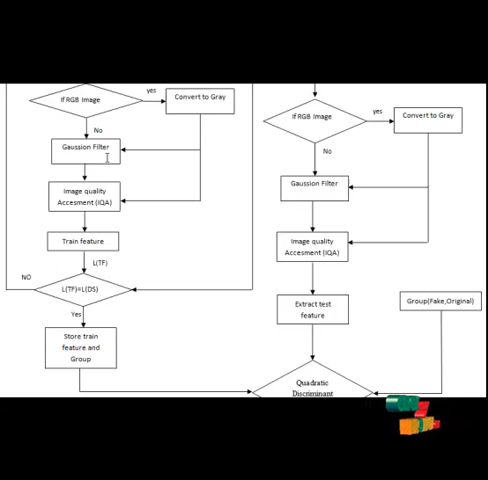 If RGB Image
yes
Convert to Gray
No
Gaussion Filter
Image quality
Accesment (IQA)
Train feature
L(TF)
NO
L(TF)=L(DS)
Yes
Store train
feature and
Group
If RGB Image
yes
Convert to Gray
No
Gaussion Filter
Image quality
Accesment (IQA)
Extract test
feature
Group(Fake,Original)
Quadratic
Discriminant